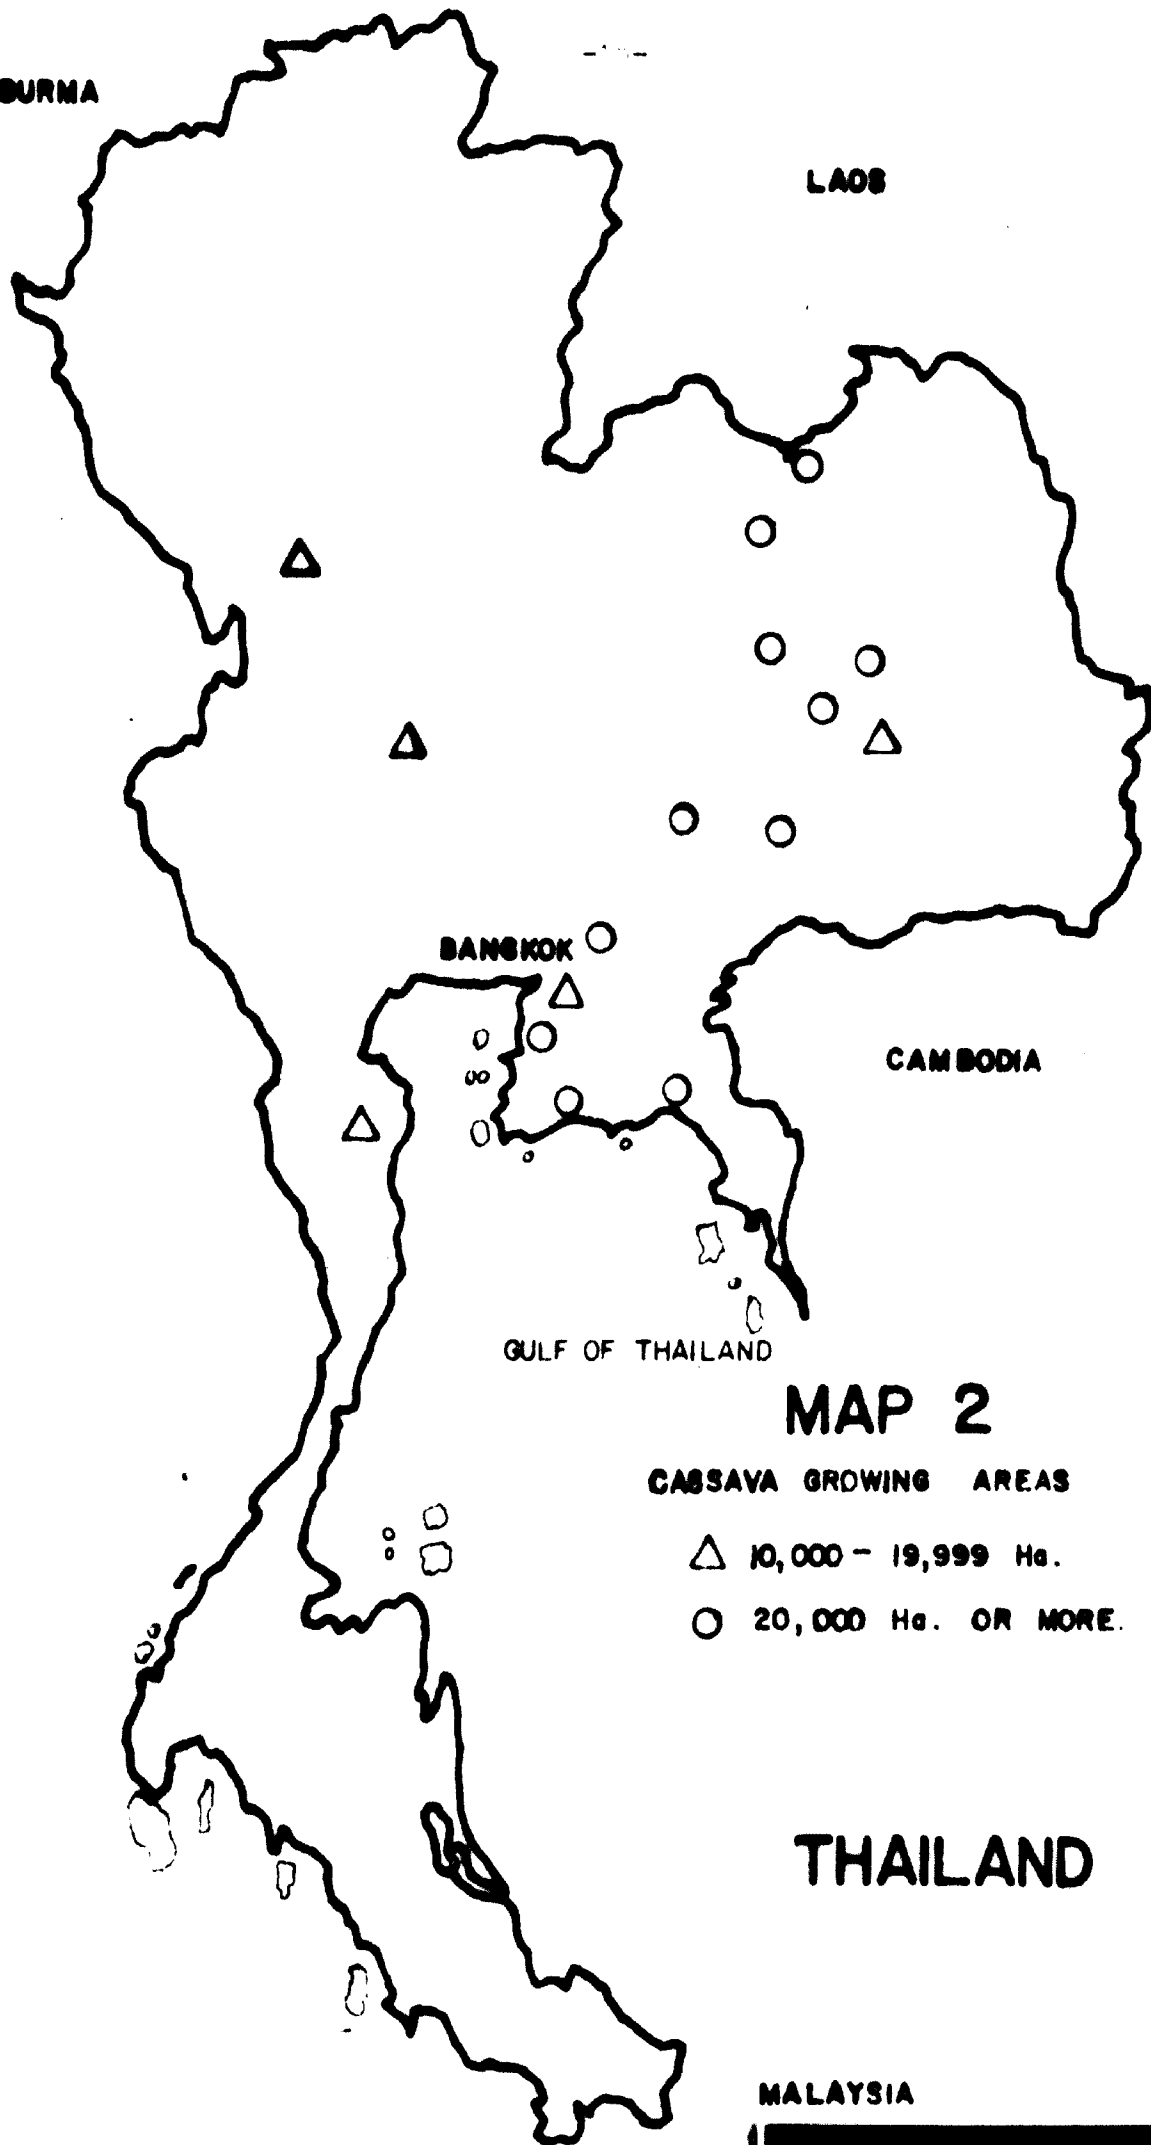 BURMA
LAOS
BANGKOK
CAMBODIA
GULF OF THAILAND
MAP 2
CASSAVA GROWING AREAS
10,000 - 19,999 Ha.
20,000 Ha. OR MORE.
THAILAND
MALAYSIA